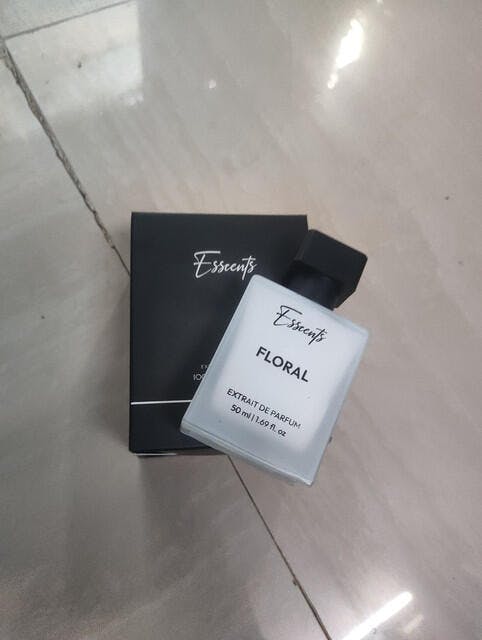 Esscents
Esscents
FLORAL
EXTRAIT DE PARFUM
50 ml | 1.69 fl. oz